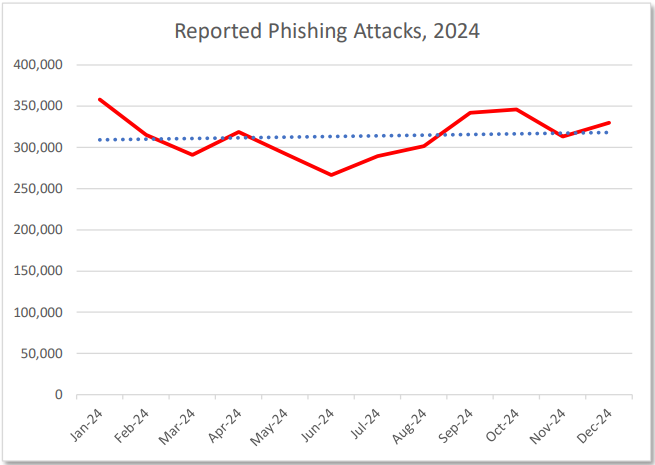 Reported Phishing Attacks, 2024
400,000
350,000
300,000
250,000
200,000
150,000
100,000
50,000
0
Jan-24
Feb-24
Mar-24
Apr-24
May-24
Jun-24
Jul-24
Aug-24
Sep-24
Oct-24
Nov-24
Dec-24